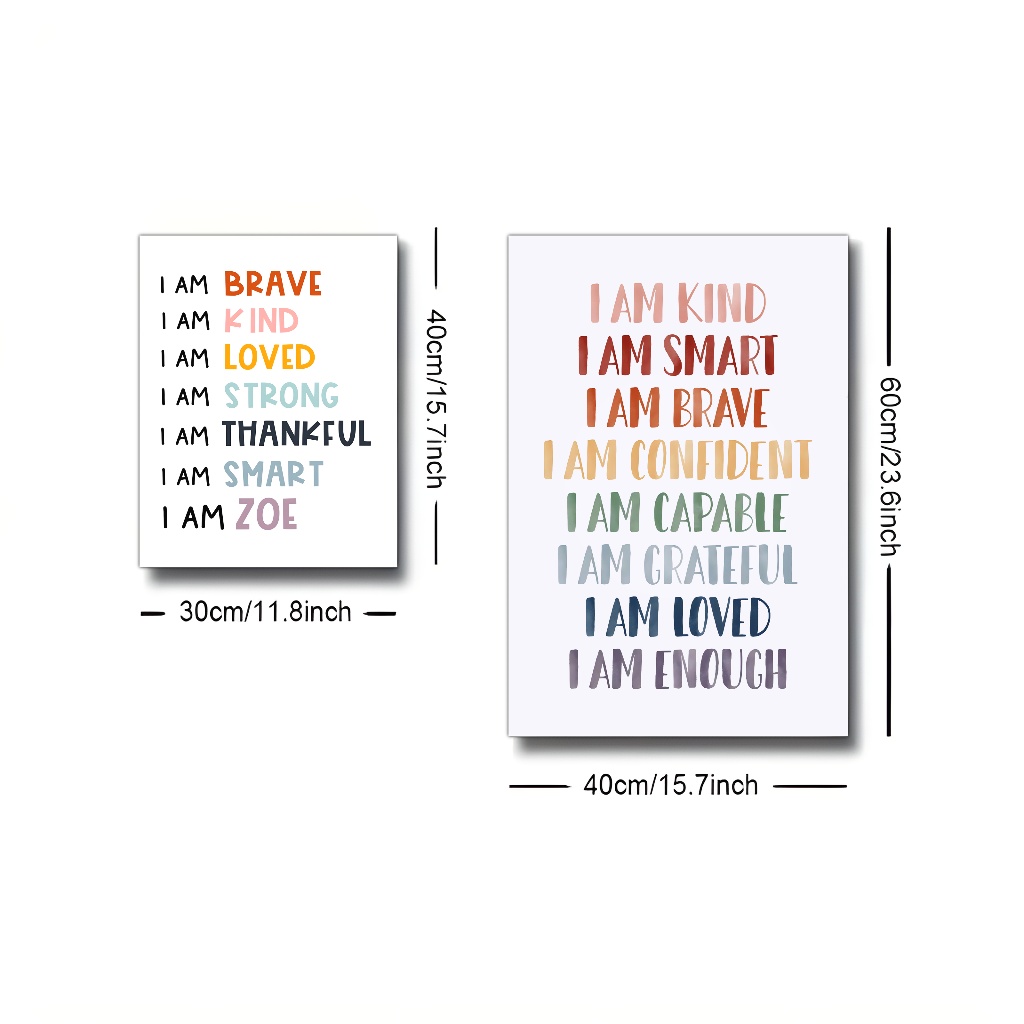 I AM BRAVE
I AM KIND
I AM LOVED
I AM STRONG
I AM THANKFUL
I AM SMART
I AM ZOE
40cm/15.7inch
30cm/11.8inch
I AM KIND
I AM SMART
I AM BRAVE
I AM CONFIDENT
I AM CAPABLE
I AM GRATEFUL
I AM LOVED
I AM ENOUGH
60cm/23.6inch
40cm/15.7inch